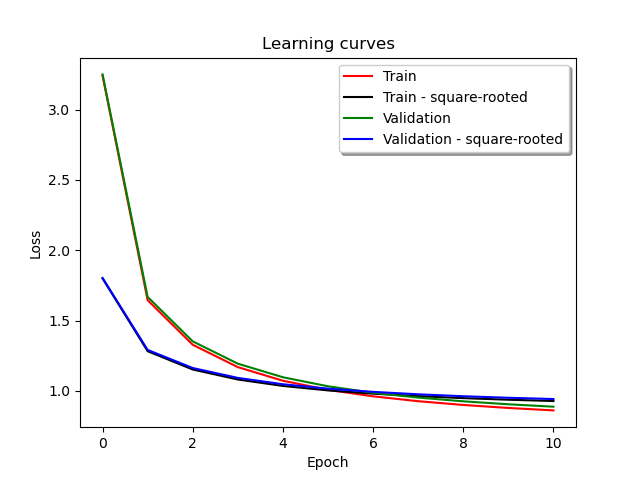 Learning curves
Train
Train - square-rooted
Validation
Validation - square-rooted
3.0
2.5
2.0
1.5
1.0
Loss
0 2 4 6 8 10
Epoch